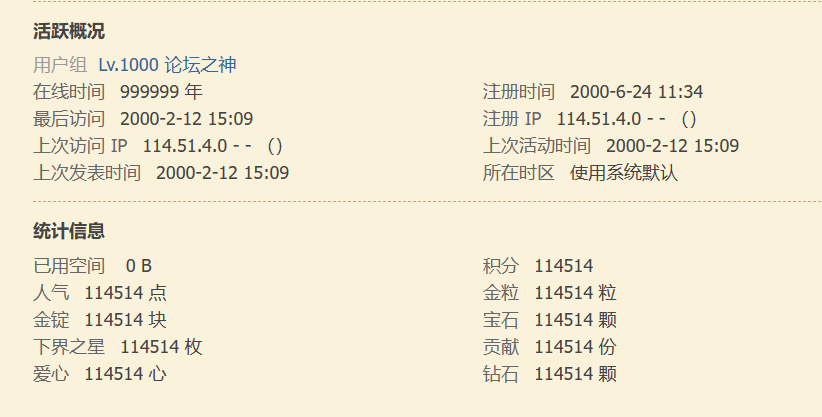 活跃概况
用户组 Lv.1000 论坛之神
在线时间 999999 年 注册时间 2000-6-24 11:34
最后访问 2000-2-12 15:09 注册 IP 114.51.4.0 - - （）
上次访问 IP 114.51.4.0 - - （） 上次活动时间 2000-2-12 15:09
上次发表时间 2000-2-12 15:09 所在时区 使用系统默认
统计信息
已用空间 0 B 积分 114514
人气 114514 点 金粒 114514 粒
金锭 114514 块 宝石 114514 颗
下界之星 114514 枚 贡献 114514 份
爱心 114514 心 钻石 114514 颗